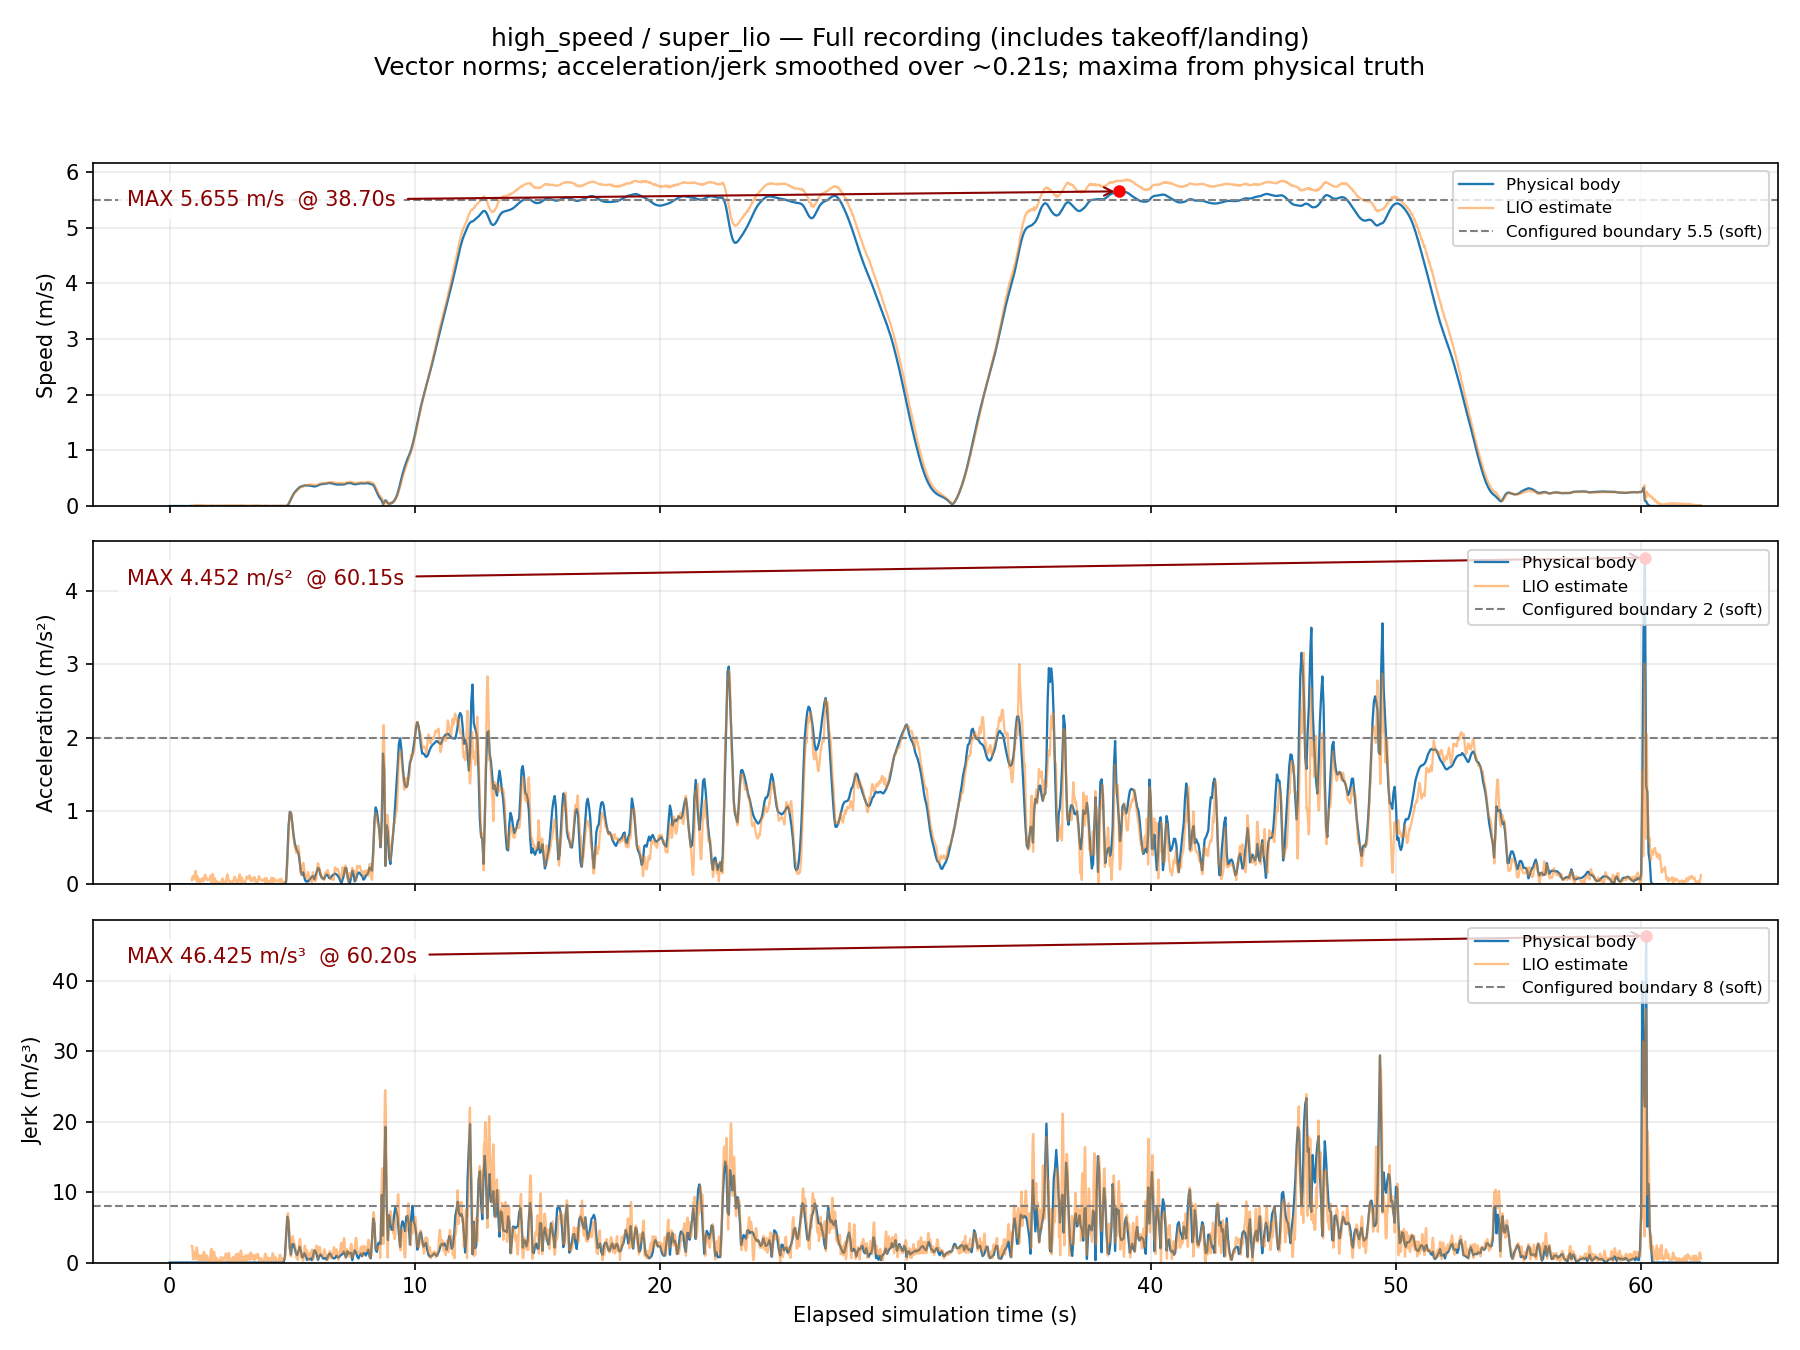 high_speed / super_lio — Full recording (includes takeoff/landing)
Vector norms; acceleration/jerk smoothed over ~0.21s; maxima from physical truth
Speed (m/s)
6
5
4
3
2
1
0
MAX 5.655 m/s  @ 38.70s
Physical body
LIO estimate
Configured boundary 5.5 (soft)
Acceleration (m/s²)
4
3
2
1
0
MAX 4.452 m/s²  @ 60.15s
Physical body
LIO estimate
Configured boundary 2 (soft)
Jerk (m/s³)
40
30
20
10
0
MAX 46.425 m/s³  @ 60.20s
Physical body
LIO estimate
Configured boundary 8 (soft)
0 10 20 30 40 50 60
Elapsed simulation time (s)